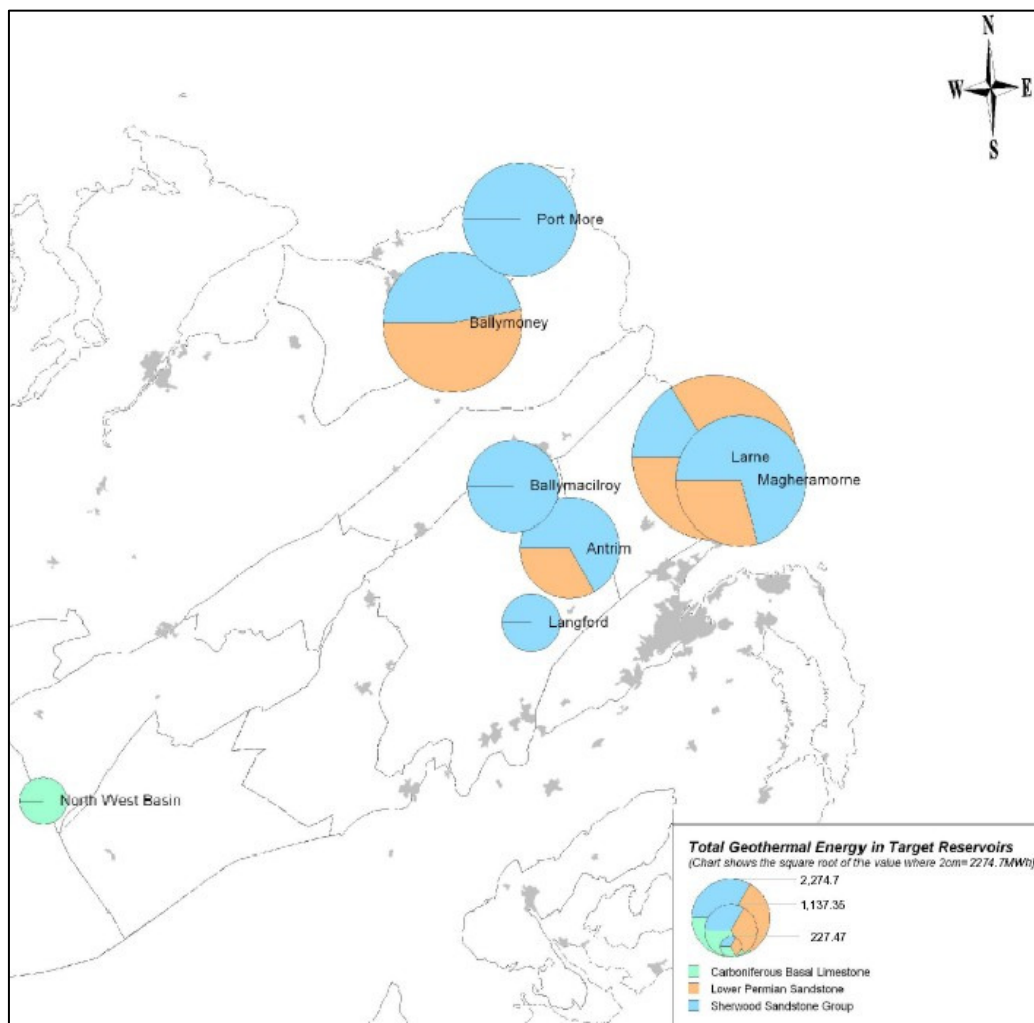 N
W E
S
Port More
Ballymoney
Larne
Magheramorne
Ballymacilroy
Antrim
Langford
North West Basin
Total Geothermal Energy in Target Reservoirs
(Chart shows the square root of the value where 2cm= 2274.7MWh)
2,274.7
1,137.35
227.47
Carboniferous Basal Limestone
Lower Permian Sandstone
Sherwood Sandstone Group